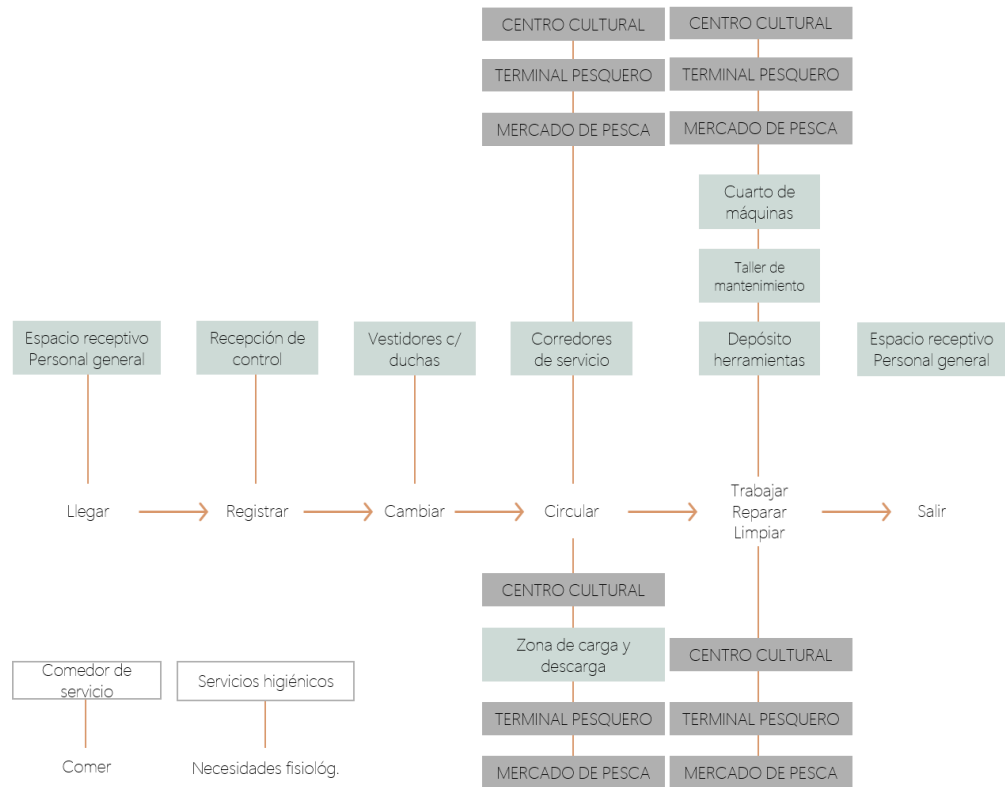 CENTRO CULTURAL
CENTRO CULTURAL
TERMINAL PESQUERO
TERMINAL PESQUERO
MERCADO DE PESCA
MERCADO DE PESCA
Cuarto de
máquinas
Taller de
mantenimiento
Espacio receptivo
Personal general
Recepción de
control
Vestidores c/
duchas
Corredores
de servicio
Depósito
herramientas
Espacio receptivo
Personal general
Llegar
Registrar
Cambiar
Circular
Trabajar
Reparar
Limpiar
Salir
CENTRO CULTURAL
Zona de carga y
descarga
CENTRO CULTURAL
Comedor de
servicio
Servicios higiénicos
TERMINAL PESQUERO
TERMINAL PESQUERO
Comer
Necesidades fisiológ.
MERCADO DE PESCA
MERCADO DE PESCA